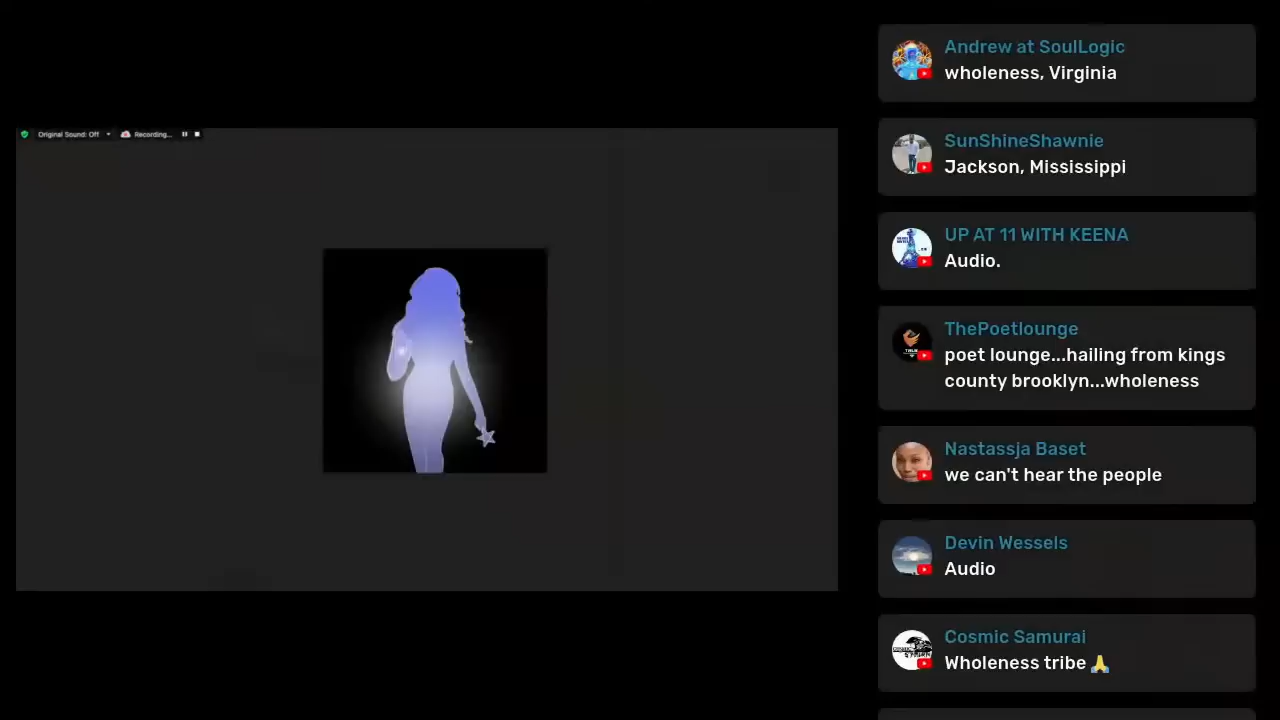 Original Sound: Off
Recording...
Andrew at SoulLogic
wholeness, Virginia
SunShineShawnie
Jackson, Mississippi
UP AT 11 WITH KEENA
Audio.
ThePoetlounge
poet lounge...hailing from kings
county brooklyn...wholeness
Nastassja Baset
we can't hear the people
Devin Wessels
Audio
Cosmic Samurai
Wholeness tribe 🙏